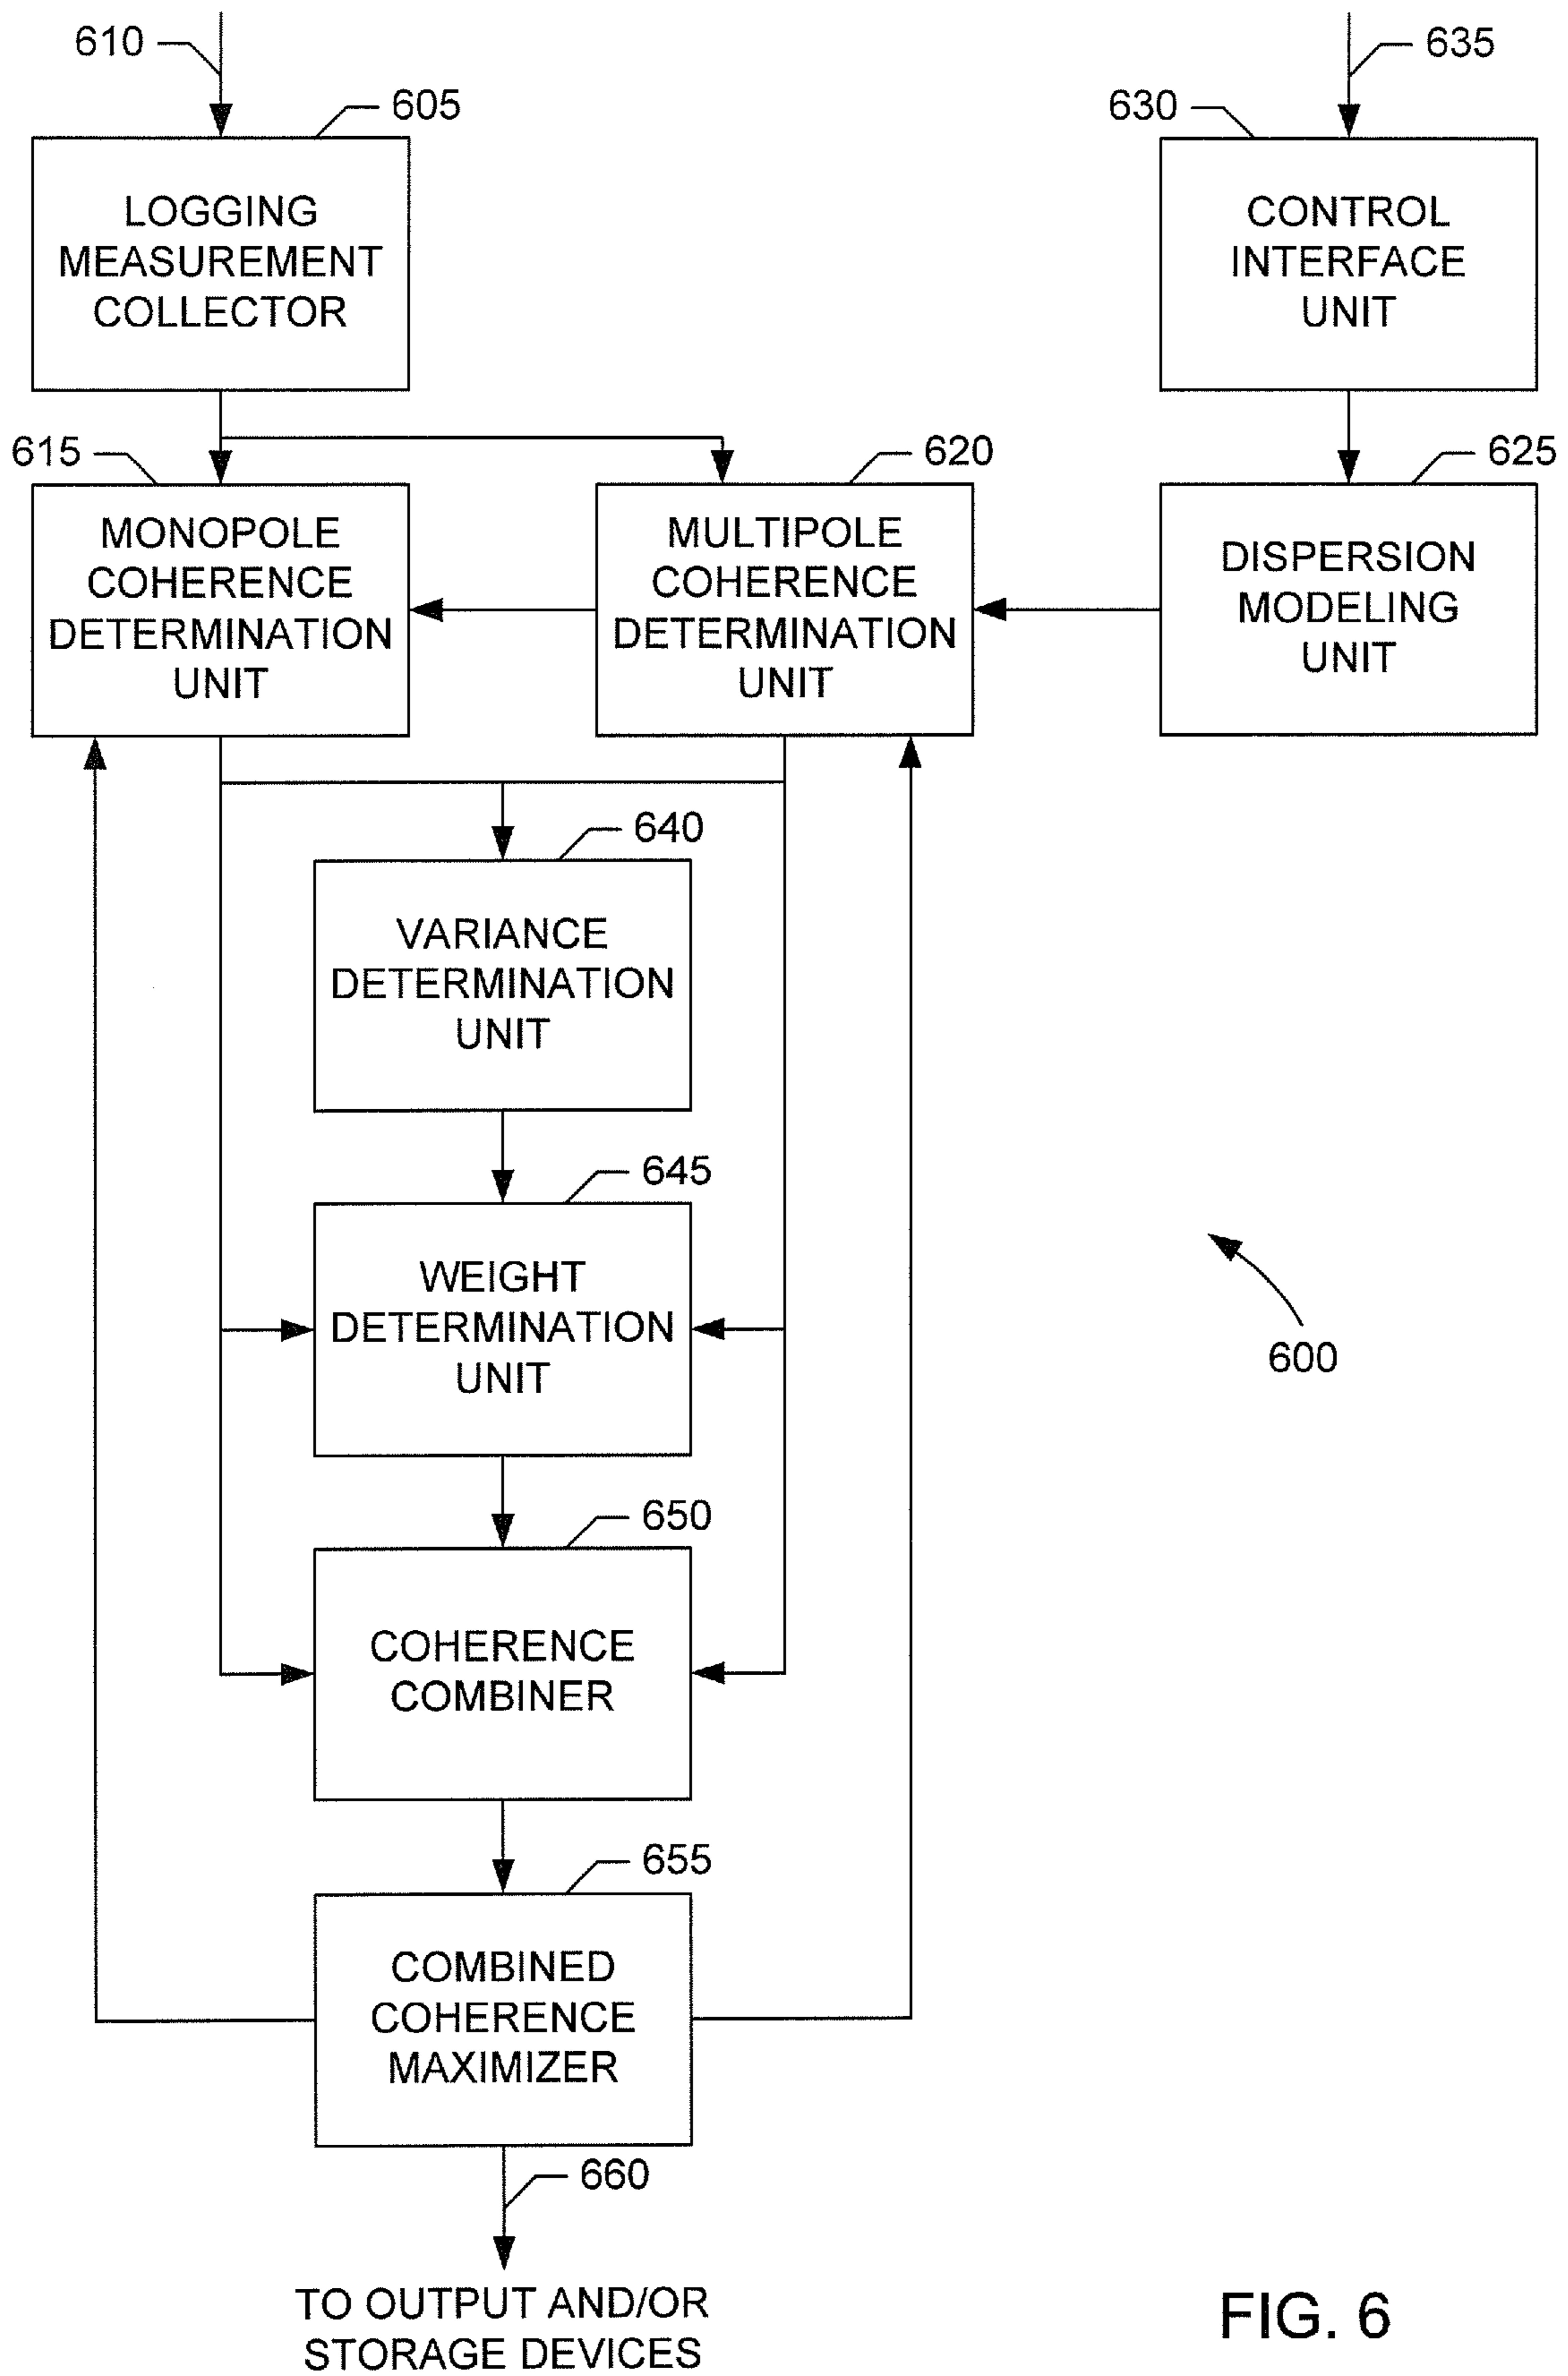 610
635
605
630
LOGGING
MEASUREMENT
COLLECTOR
CONTROL
INTERFACE
UNIT
615
620
625
MONOPOLE
COHERENCE
DETERMINATION
UNIT
MULTIPOLE
COHERENCE
DETERMINATION
UNIT
DISPERSION
MODELING
UNIT
640
VARIANCE
DETERMINATION
UNIT
645
WEIGHT
DETERMINATION
UNIT
600
650
COHERENCE
COMBINER
655
COMBINED
COHERENCE
MAXIMIZER
660
TO OUTPUT AND/OR
STORAGE DEVICES
FIG. 6